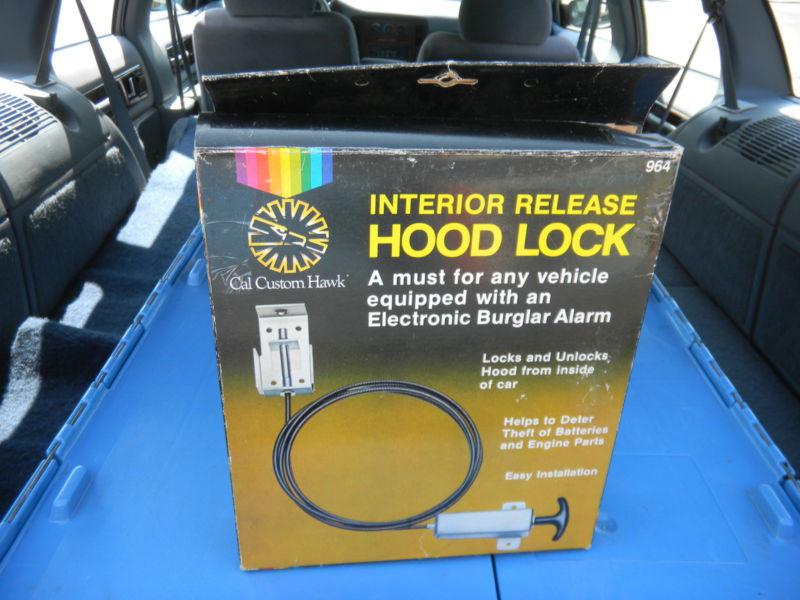 964
INTERIOR RELEASE
HOOD LOCK
Cal Custom Hawk
A must for any vehicle
equipped with an
Electronic Burglar Alarm
Locks and Unlocks
Hood from inside
of car
Helps to Deter
Theft of Batteries
and Engine Parts
Easy Installation